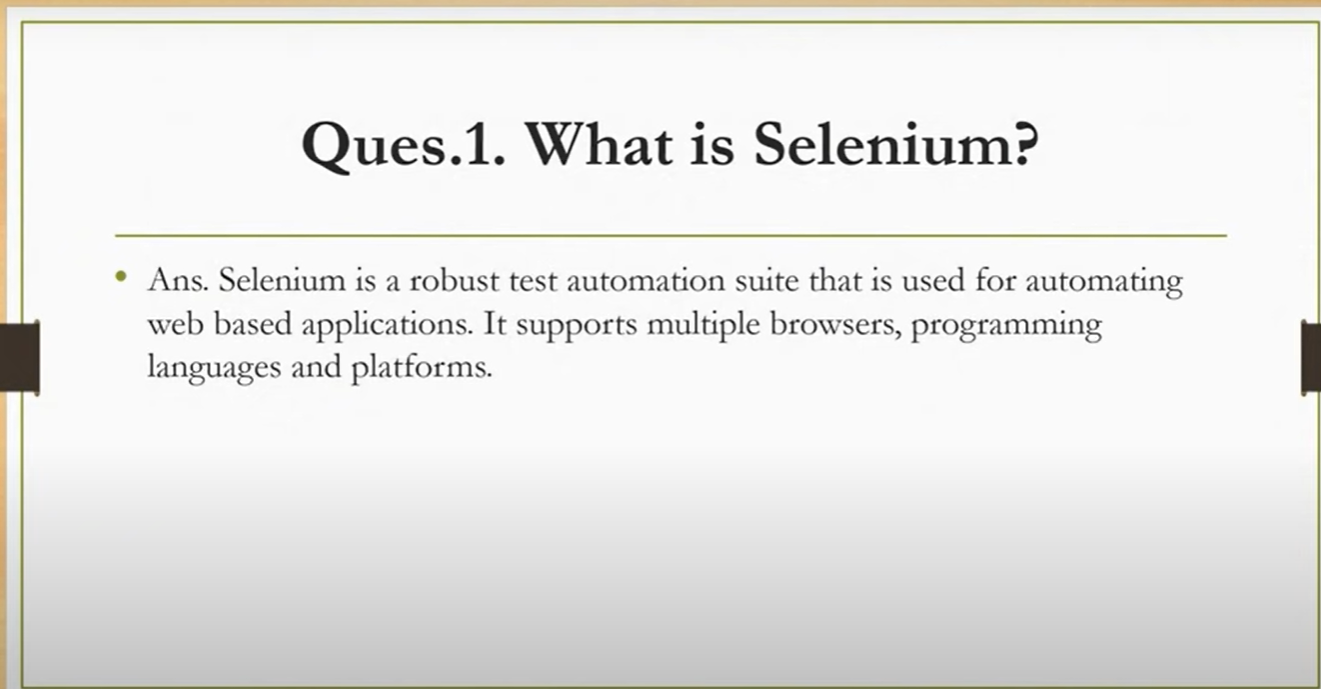 Ques.1. What is Selenium?
• Ans. Selenium is a robust test automation suite that is used for automating
web based applications. It supports multiple browsers, programming
languages and platforms.